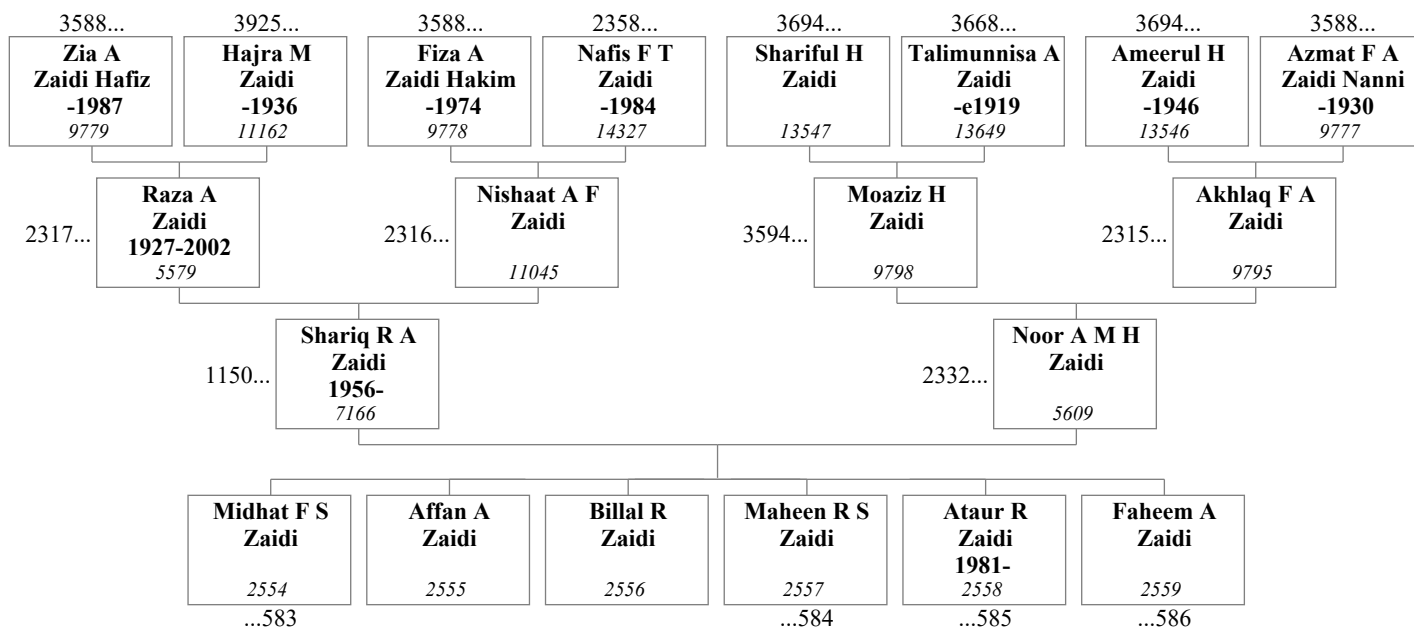 3588... 3925... 3588... 2358... 3694... 3668... 3694... 3588...
Zia A
Zaidi Hafiz
-1987
9779
Hajra M
Zaidi
-1936
11162
Fiza A
Zaidi Hakim
-1974
9778
Nafis F T
Zaidi
-1984
14327
Shariful H
Zaidi
13547
Talimunnisa A
Zaidi
-e1919
13649
Ameerul H
Zaidi
-1946
13546
Azmat F A
Zaidi Nanni
-1930
9777
2317...
Raza A
Zaidi
1927-2002
5579
2316...
Nishaat A F
Zaidi
11045
3594...
Moaziz H
Zaidi
9798
2315...
Akhlaq F A
Zaidi
9795
1150...
Shariq R A
Zaidi
1956-
7166
2332...
Noor A M H
Zaidi
5609
Midhat F S
Zaidi
2554
...583
Affan A
Zaidi
2555
Billal R
Zaidi
2556
Maheen R S
Zaidi
2557
...584
Ataur R
Zaidi
1981-
2558
...585
Faheem A
Zaidi
2559
...586